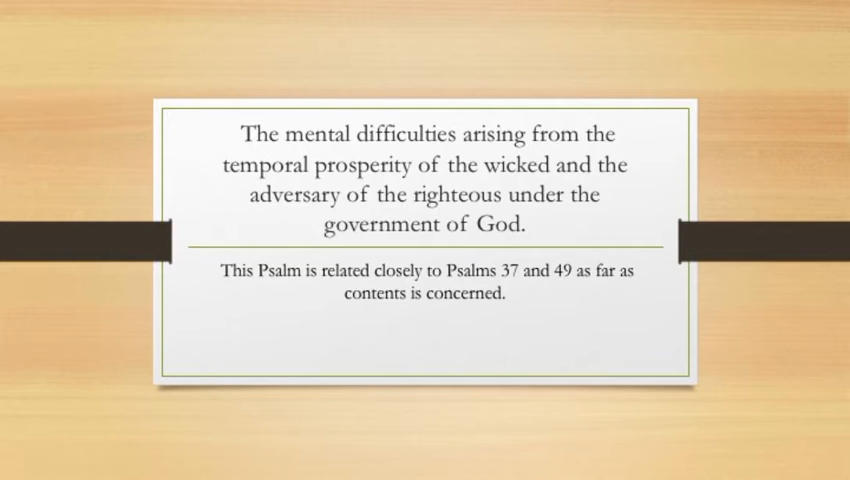 The mental difficulties arising from the
temporal prosperity of the wicked and the
adversary of the righteous under the
government of God.
This Psalm is related closely to Psalms 37 and 49 as far as
contents is concerned.